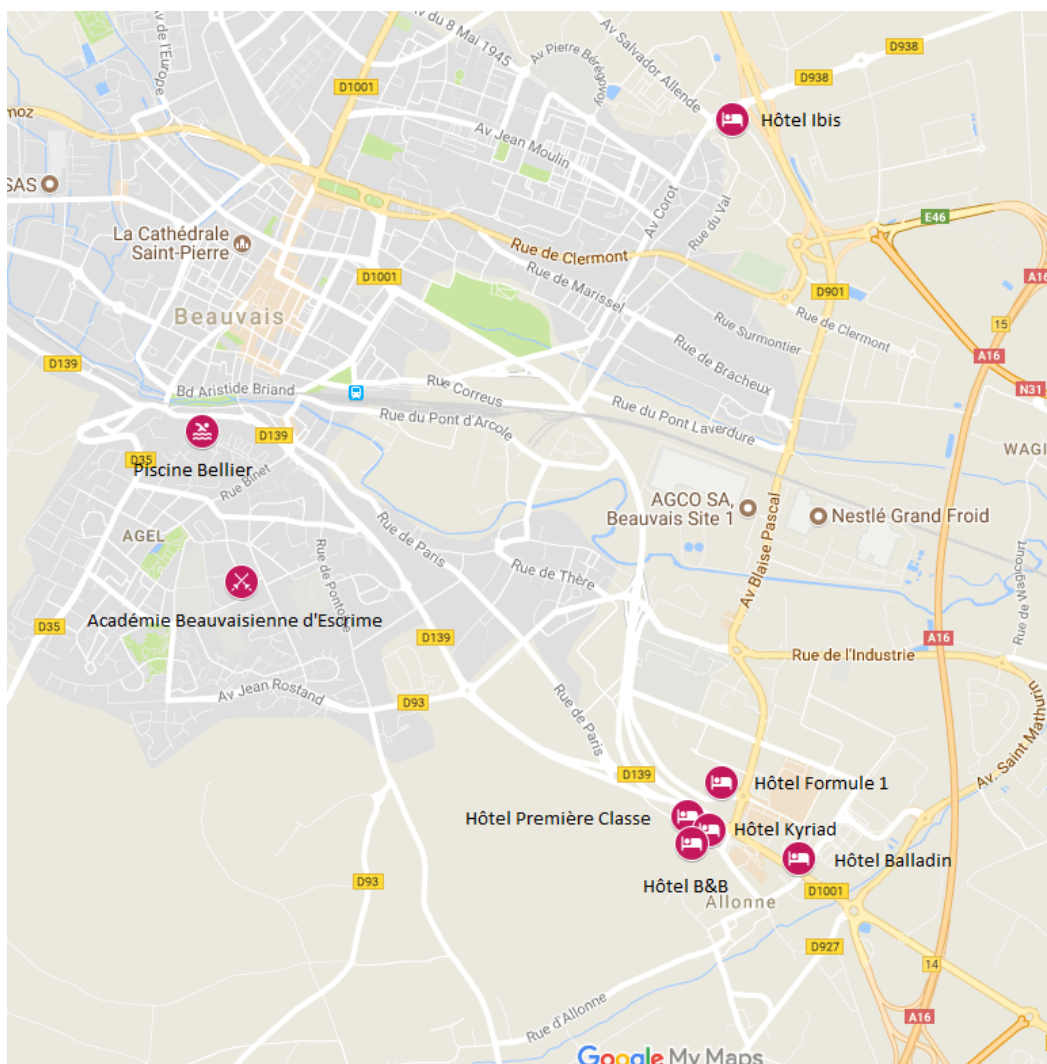 Av de l'Europe
Av du 8 Mai 1945
Av Pierre Bérégovoy
Av Salvador Allende
D938
D938
D1001
Hôtel Ibis
moz
Av Jean Moulin
SAS
Av Corot
Rue du Val
E46
La Cathédrale
Saint-Pierre
Rue de Clermont
D1001
Rue de Marissel
D901
A16
Beauvais
Rue Surmontier
Rue de Clermont
15
A16
D139
Rue de Bracheux
N31
Bd Aristide Briand
Rue Correus
Rue du Pont d'Arcole
Rue du Pont Laverdure
D139
WAGI
D35
Piscine Bellier
Rue Binet
AGCO SA,
Beauvais Site 1
Nestlé Grand Froid
AGEL
Rue de Paris
Rue de Pontoise
Rue de Thère
Av Blaise Pascal
Rue de Wagicourt
Académie Beauvaisienne d'Escrime
D35
D139
A16
Rue de l'Industrie
Av Jean Rostand
D93
Rue de Paris
Av. Saint Mathurin
D139
Hôtel Formule 1
Hôtel Première Classe
Hôtel Kyriad
Hôtel Balladin
Hôtel B&B
D93
D1001
Allonne
D927
14
Rue d'Allonne
A16
Google My Maps